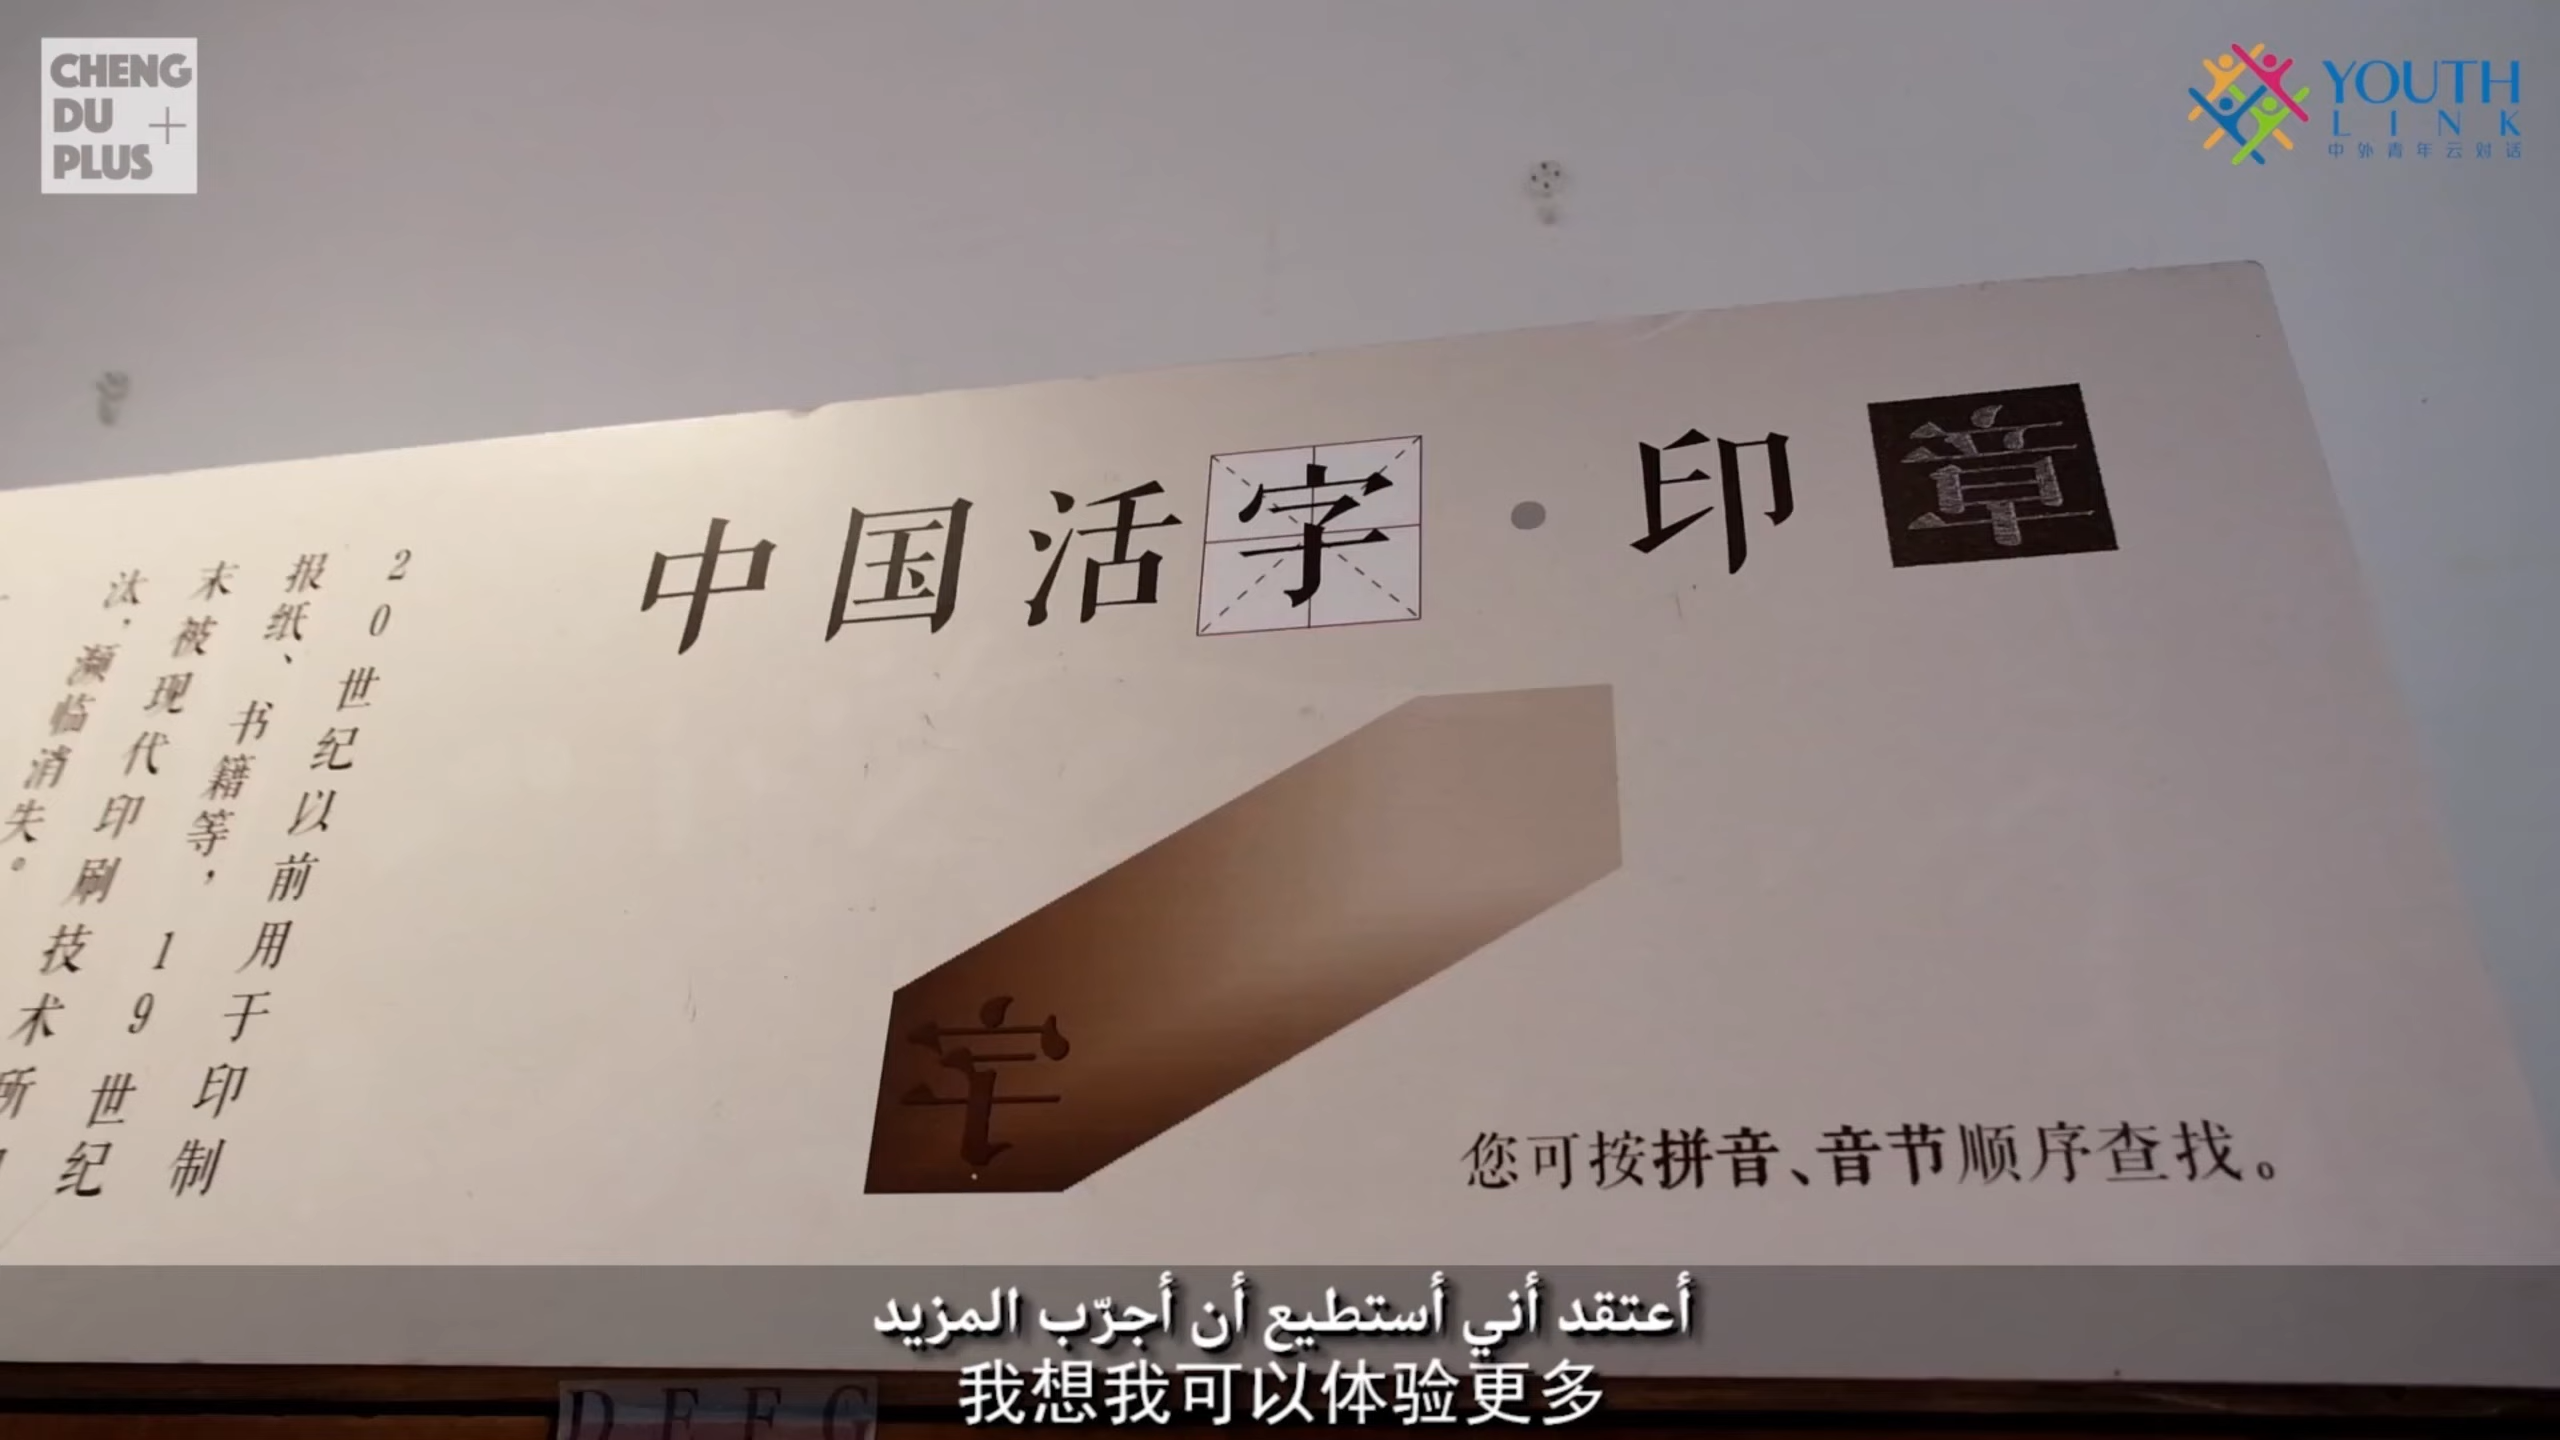 CHENG
DU
PLUS+
YOUTH
LINK
中外青年云对话
中国活字·印章
20世纪以前用于印制
报纸、书籍等，19世纪
末被现代印刷技术所
汰，濒临消失。
字
您可按拼音、音节顺序查找。
أعتقد أني أستطيع أن أجرّب المزيد
我想我可以体验更多
D E F G